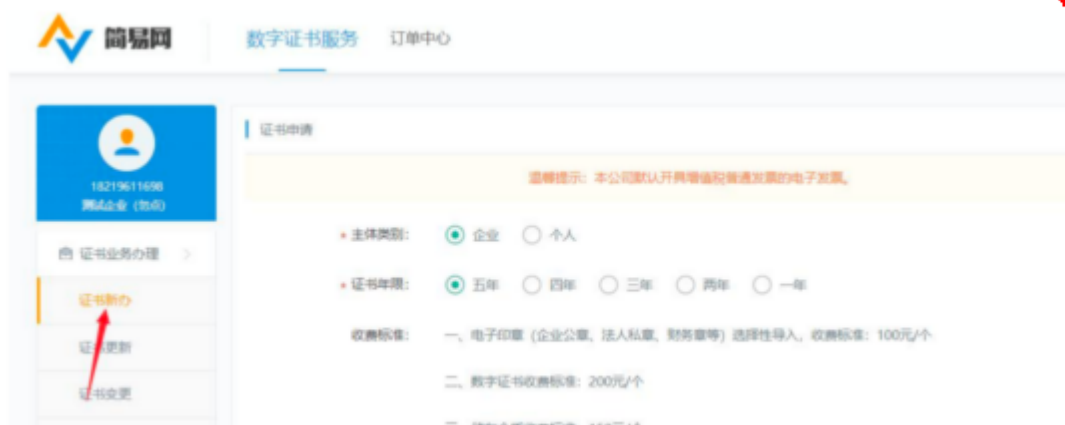 简易网
数字证书服务 订单中心
18219611698
测试企业（勿动）
证书申请
温馨提示：本公司默认开具增值税普通发票的电子发票。
* 主体类别： 企业 个人
证书业务办理 >
* 证书年限： 五年 四年 三年 两年 一年
证书新办
收费标准： 一、电子印章（企业公章、法人私章、财务章等）选择性导入，收费标准：100元/个
证书更新
二、数字证书收费标准：200元/个
证书变更